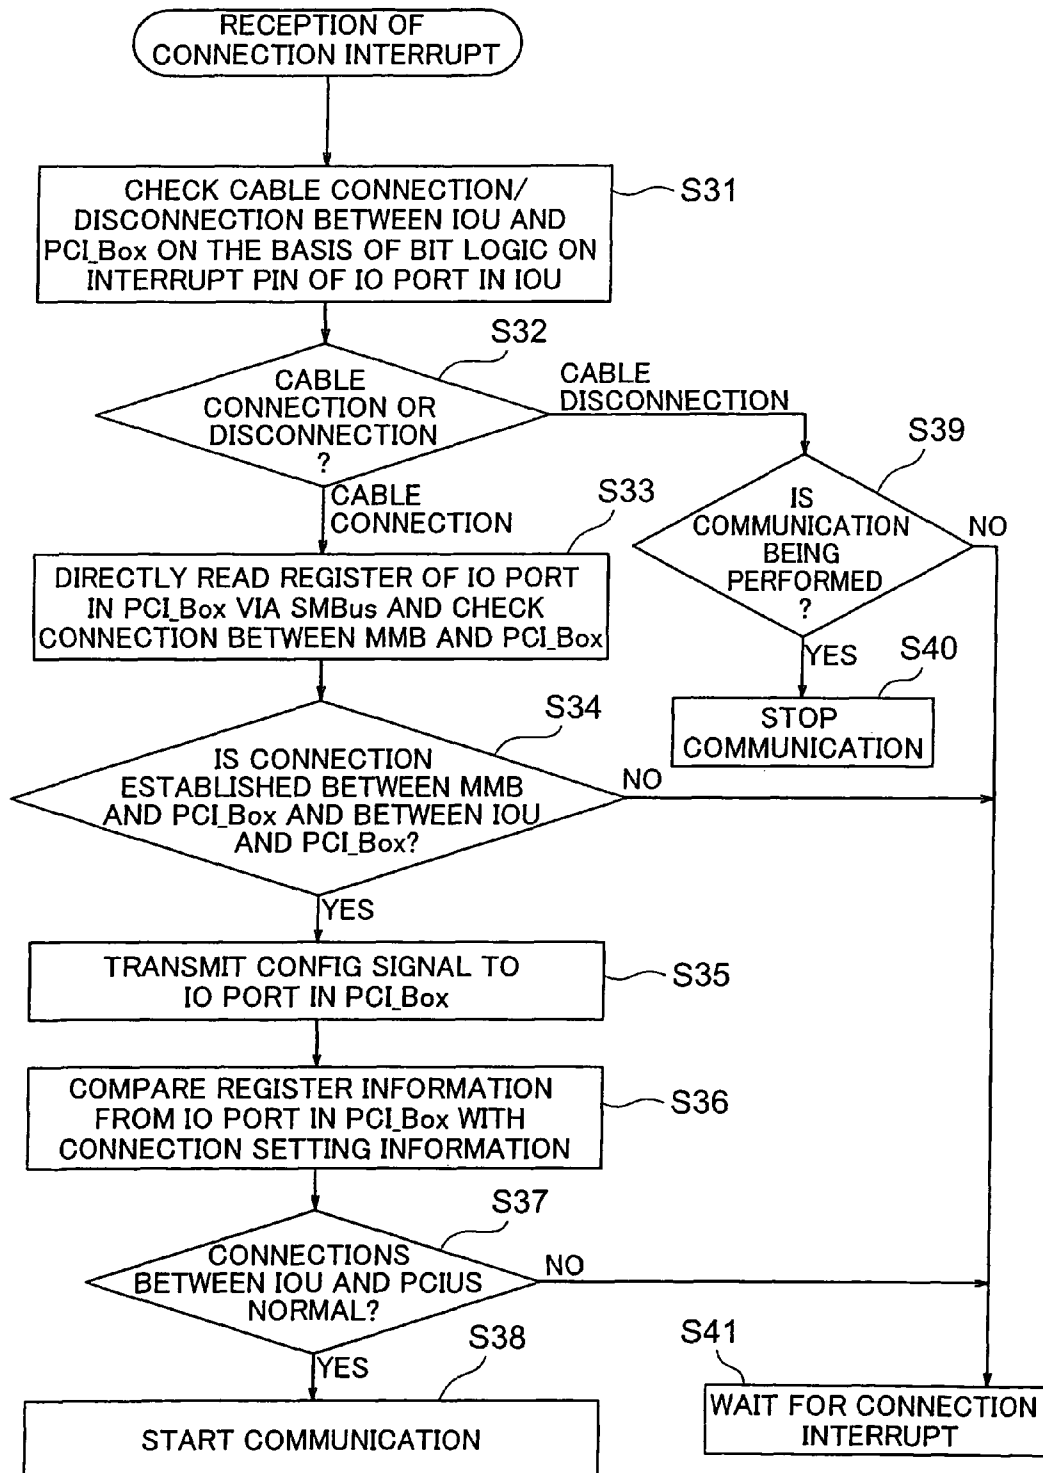 RECEPTION OF
CONNECTION INTERRUPT
CHECK CABLE CONNECTION/
DISCONNECTION BETWEEN IOU AND
PCI_Box ON THE BASIS OF BIT LOGIC ON
INTERRUPT PIN OF IO PORT IN IOU
S31
S32
CABLE
CONNECTION OR
DISCONNECTION
?
CABLE
DISCONNECTION
CABLE
CONNECTION
S39
IS
COMMUNICATION
BEING
PERFORMED
?
NO
YES
S40
STOP
COMMUNICATION
S33
DIRECTLY READ REGISTER OF IO PORT
IN PCI_Box VIA SMBus AND CHECK
CONNECTION BETWEEN MMB AND PCI_Box
S34
IS CONNECTION
ESTABLISHED BETWEEN MMB
AND PCI_Box AND BETWEEN IOU
AND PCI_Box?
NO
YES
TRANSMIT CONFIG SIGNAL TO
IO PORT IN PCI_Box
S35
COMPARE REGISTER INFORMATION
FROM IO PORT IN PCI_Box WITH
CONNECTION SETTING INFORMATION
S36
S37
CONNECTIONS
BETWEEN IOU AND PCIUS
NORMAL?
NO
YES
S38
START COMMUNICATION
S41
WAIT FOR CONNECTION
INTERRUPT